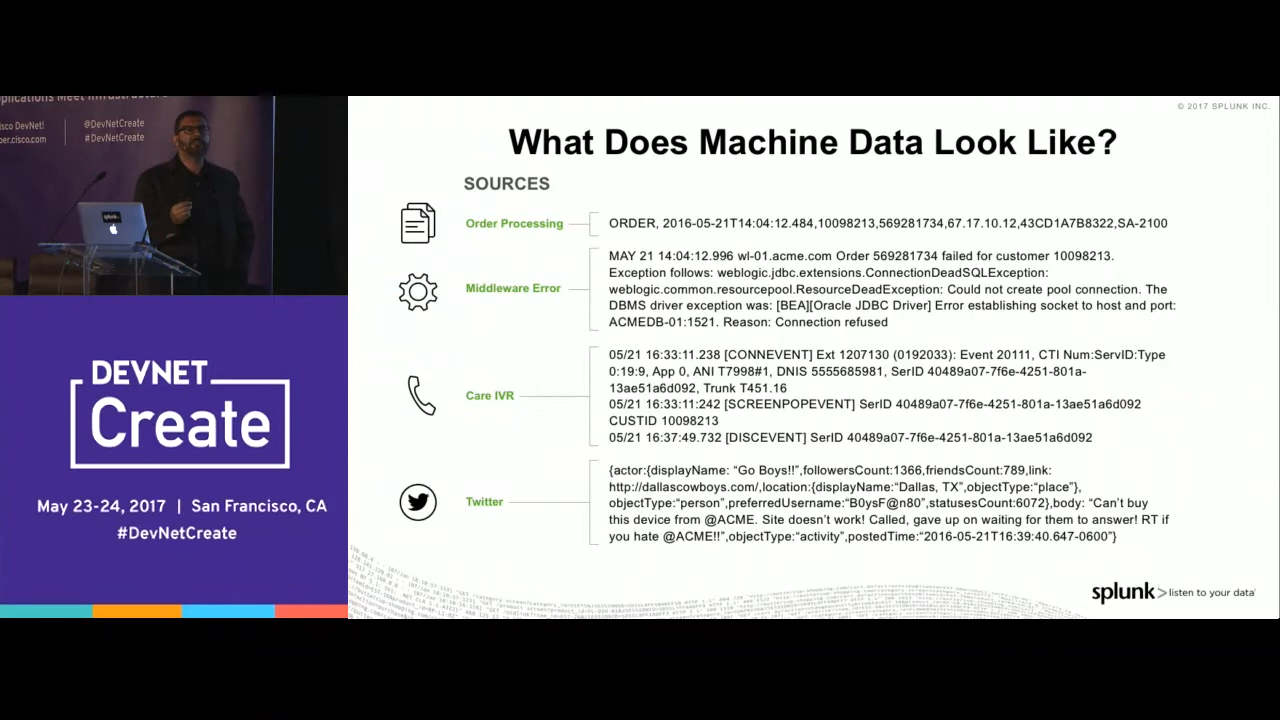 plications Meet Infrastructure
isco DevNet!
per.cisco.com
@DevNetCreate
#DevNetCreate
splunk>
DEVNET
Create
May 23-24, 2017 | San Francisco, CA
#DevNetCreate
© 2017 SPLUNK INC.
What Does Machine Data Look Like?
SOURCES
Order Processing
ORDER, 2016-05-21T14:04:12.484,10098213,569281734,67.17.10.12,43CD1A7B8322,SA-2100
Middleware Error
MAY 21 14:04:12.996 wl-01.acme.com Order 569281734 failed for customer 10098213.
Exception follows: weblogic.jdbc.extensions.ConnectionDeadSQLException:
weblogic.common.resourcepool.ResourceDeadException: Could not create pool connection. The
DBMS driver exception was: [BEA][Oracle JDBC Driver] Error establishing socket to host and port:
ACMEDB-01:1521. Reason: Connection refused
Care IVR
05/21 16:33:11.238 [CONNEVENT] Ext 1207130 (0192033): Event 20111, CTI Num:ServID:Type
0:19:9, App 0, ANI T7998#1, DNIS 5555685981, SerID 40489a07-7f6e-4251-801a-
13ae51a6d092, Trunk T451.16
05/21 16:33:11:242 [SCREENPOPEVENT] SerID 40489a07-7f6e-4251-801a-13ae51a6d092
CUSTID 10098213
05/21 16:37:49.732 [DISCEVENT] SerID 40489a07-7f6e-4251-801a-13ae51a6d092
Twitter
{actor:{displayName: “Go Boys!!”,followersCount:1366,friendsCount:789,link:
http://dallascowboys.com/,location:{displayName:“Dallas, TX”,objectType:“place”},
objectType:“person”,preferredUsername:“B0ysF@n80”,statusesCount:6072},body: “Can’t buy
this device from @ACME. Site doesn’t work! Called, gave up on waiting for them to answer! RT if
you hate @ACME!!”,objectType:“activity”,postedTime:“2016-05-21T16:39:40.647-0600”}
splunk> listen to your data